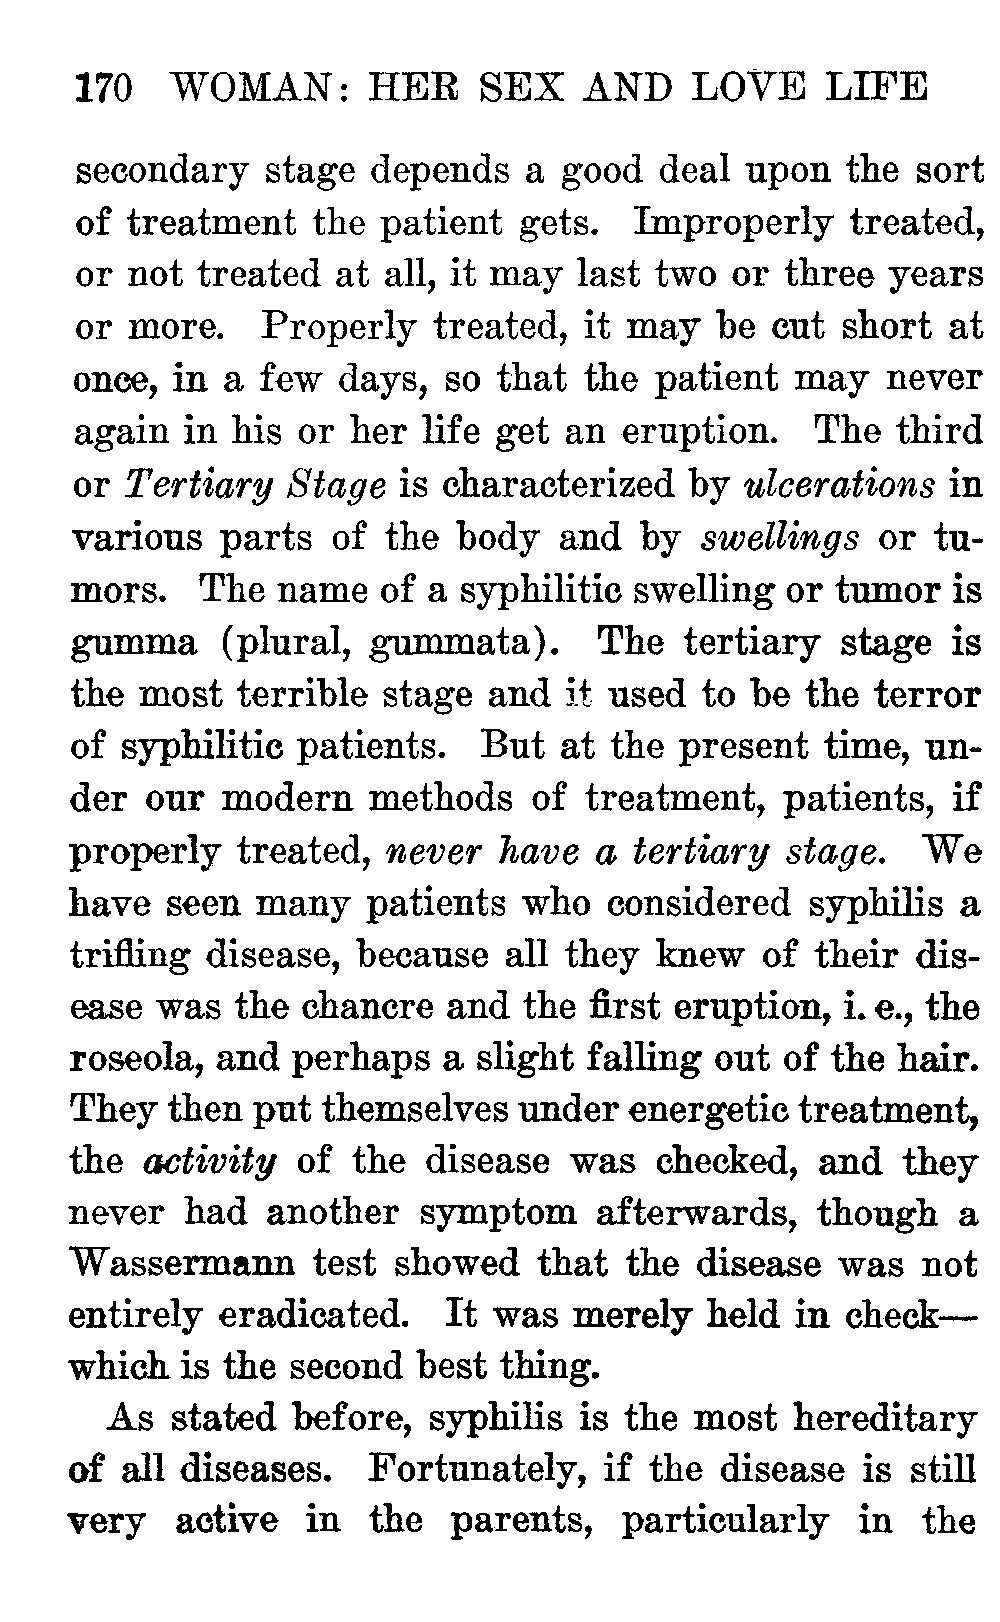 170 WOMAN: HER SEX AND LOVE LIFE
secondary stage depends a good deal upon the sort
of treatment the patient gets. Improperly treated,
or not treated at all, it may last two or three years
or more. Properly treated, it may be cut short at
once, in a few days, so that the patient may never
again in his or her life get an eruption. The third
or Tertiary Stage is characterized by ulcerations in
various parts of the body and by swellings or tu-
mors. The name of a syphilitic swelling or tumor is
gumma (plural, gummata). The tertiary stage is
the most terrible stage and it used to be the terror
of syphilitic patients. But at the present time, un-
der our modern methods of treatment, patients, if
properly treated, never have a tertiary stage. We
have seen many patients who considered syphilis a
trifling disease, because all they knew of their dis-
ease was the chancre and the first eruption, i. e., the
roseola, and perhaps a slight falling out of the hair.
They then put themselves under energetic treatment,
the activity of the disease was checked, and they
never had another symptom afterwards, though a
Wassermann test showed that the disease was not
entirely eradicated. It was merely held in check—
which is the second best thing.
As stated before, syphilis is the most hereditary
of all diseases. Fortunately, if the disease is still
very active in the parents, particularly in the